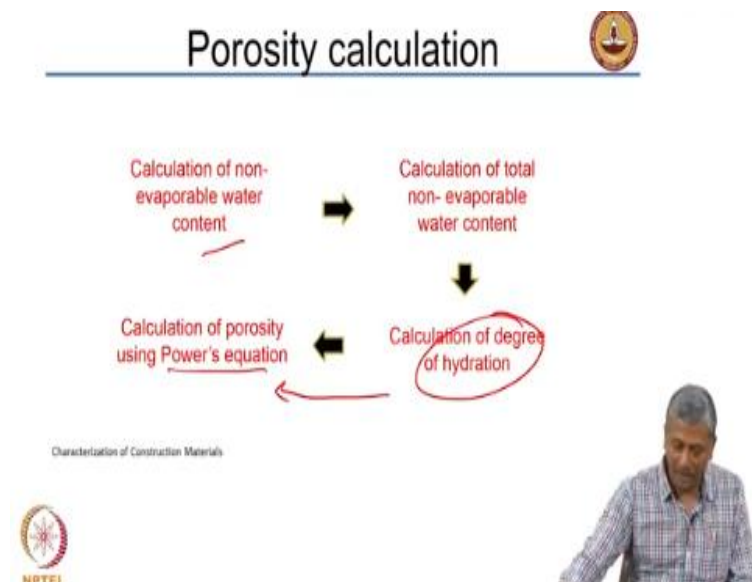 Porosity calculation
Calculation of non-
evaporable water
content
Calculation of total
non- evaporable
water content
Calculation of porosity
using Power's equation
Calculation of degree
of hydration
Characterization of Construction Materials
NPTEL